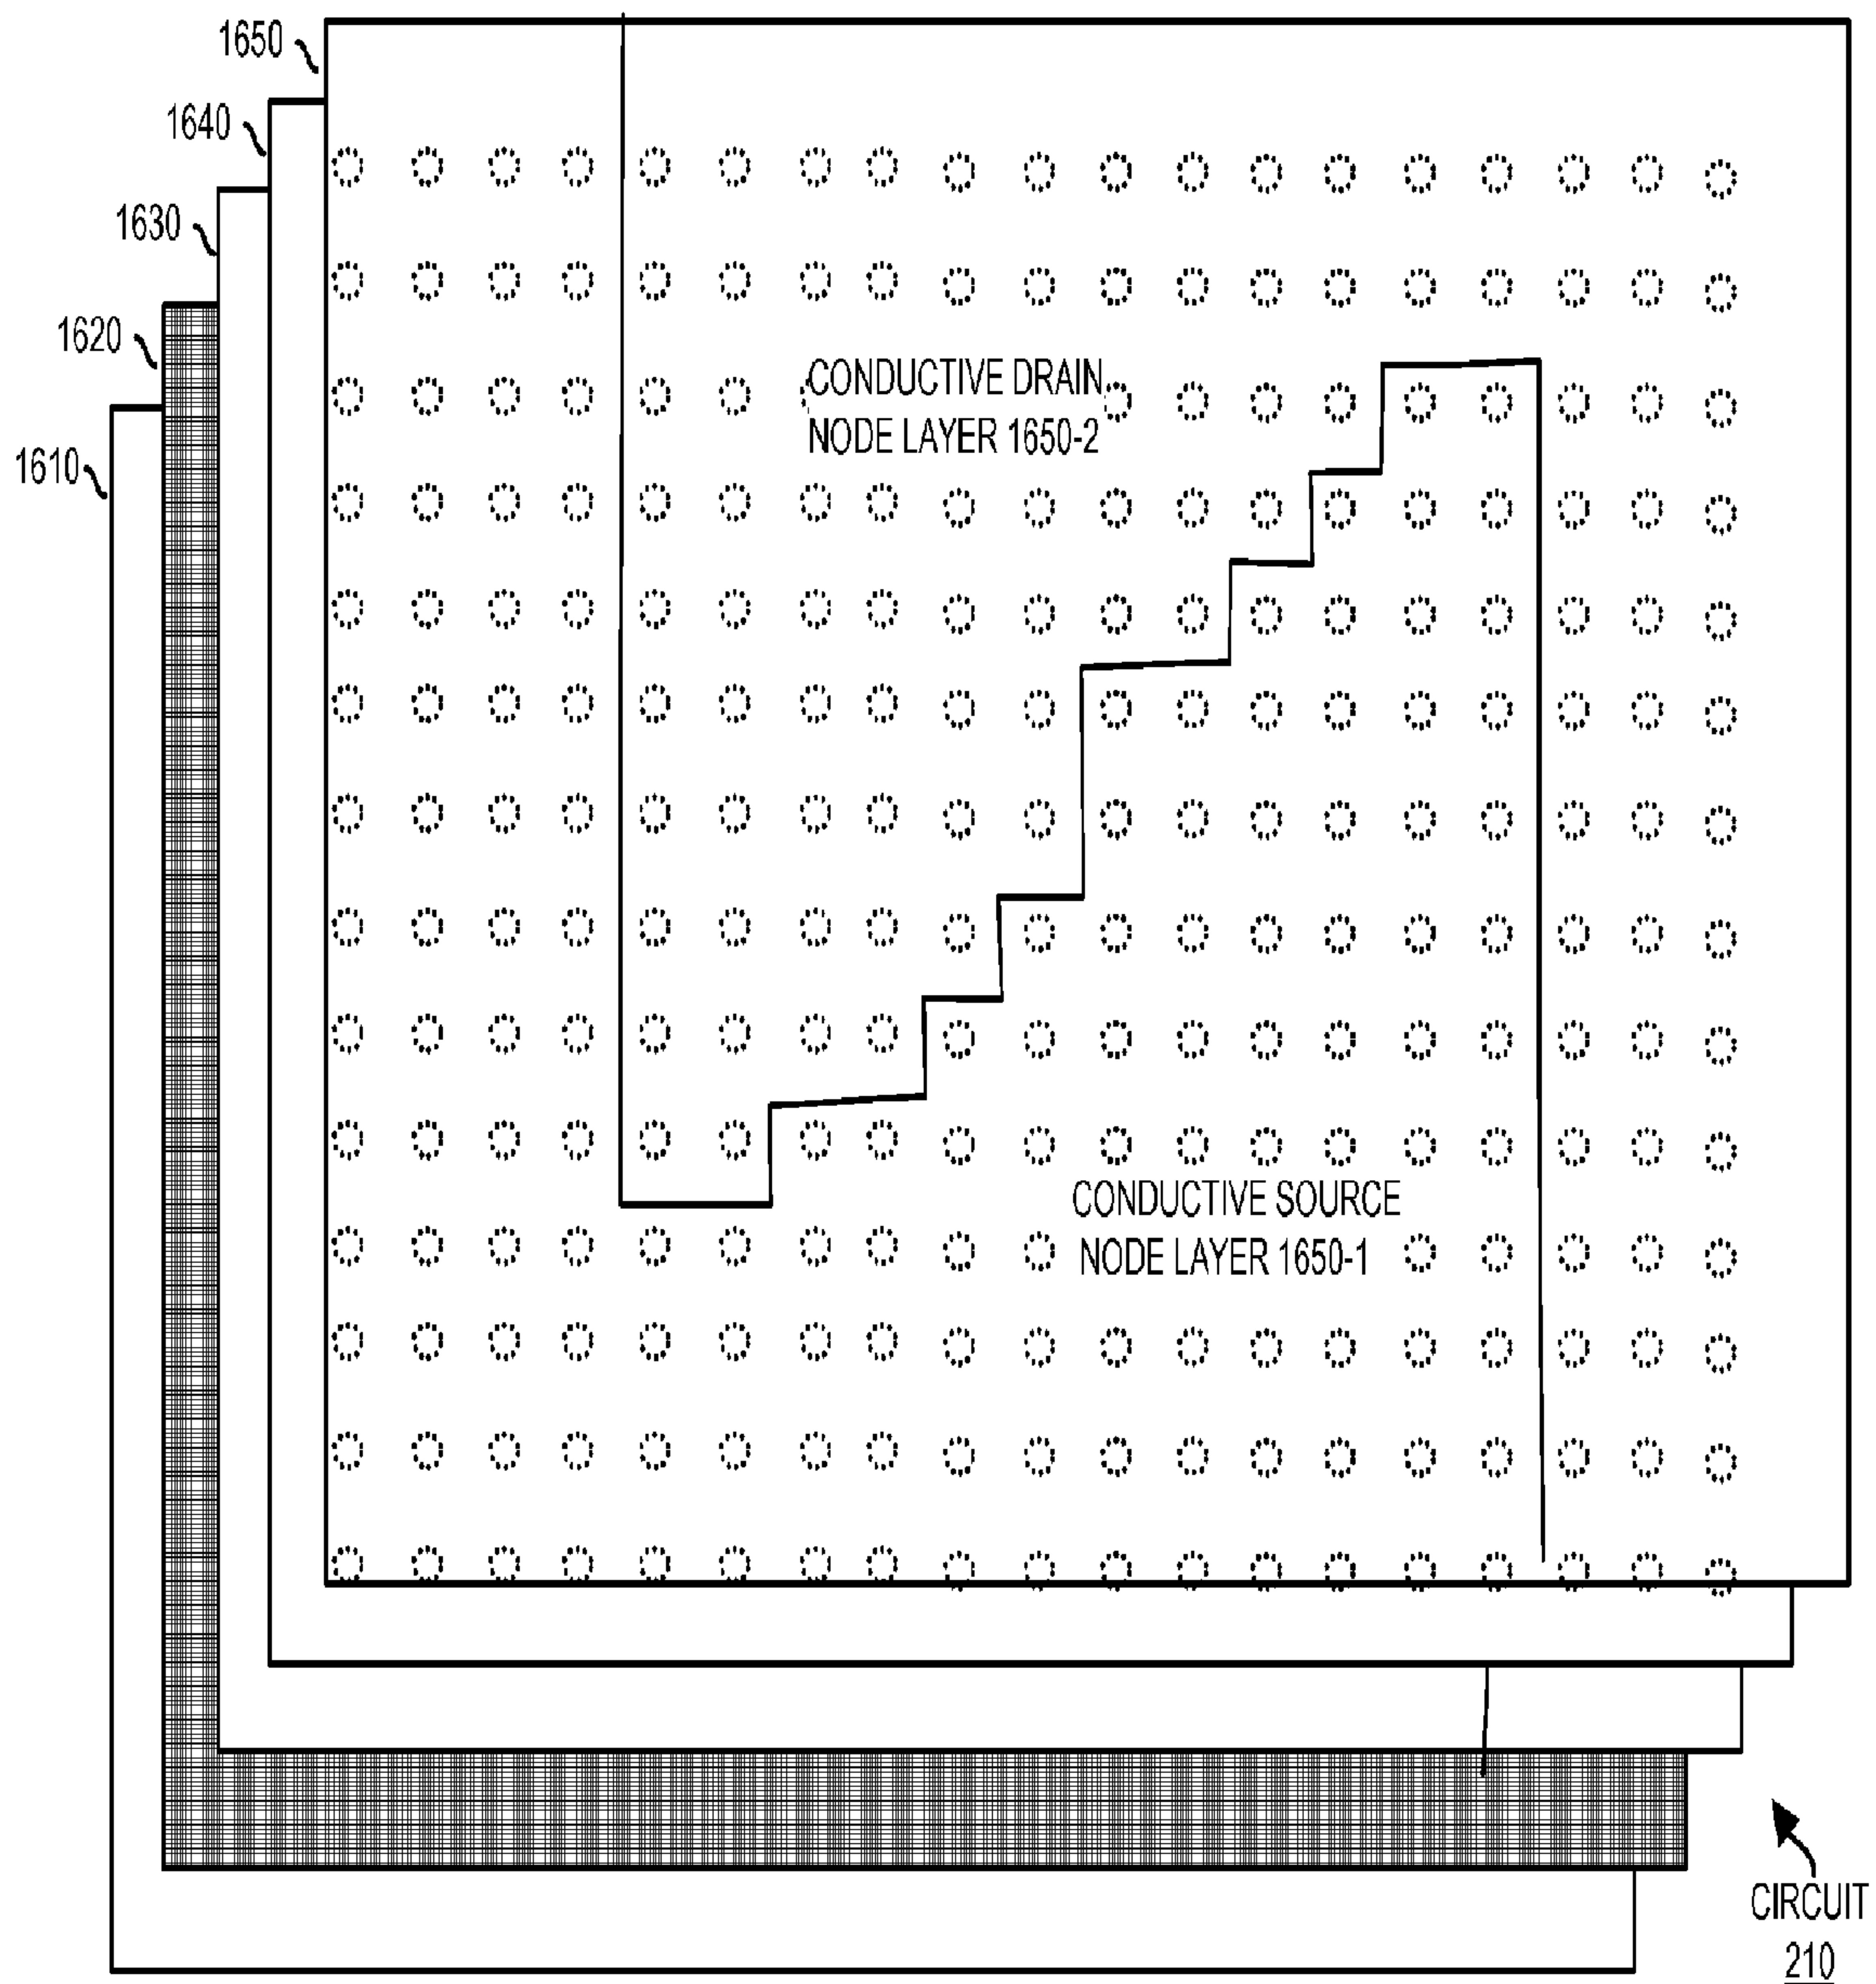 1650
1640
1630
1620
1610
CONDUCTIVE DRAIN
NODE LAYER 1650-2
CONDUCTIVE SOURCE
NODE LAYER 1650-1
CIRCUIT
210